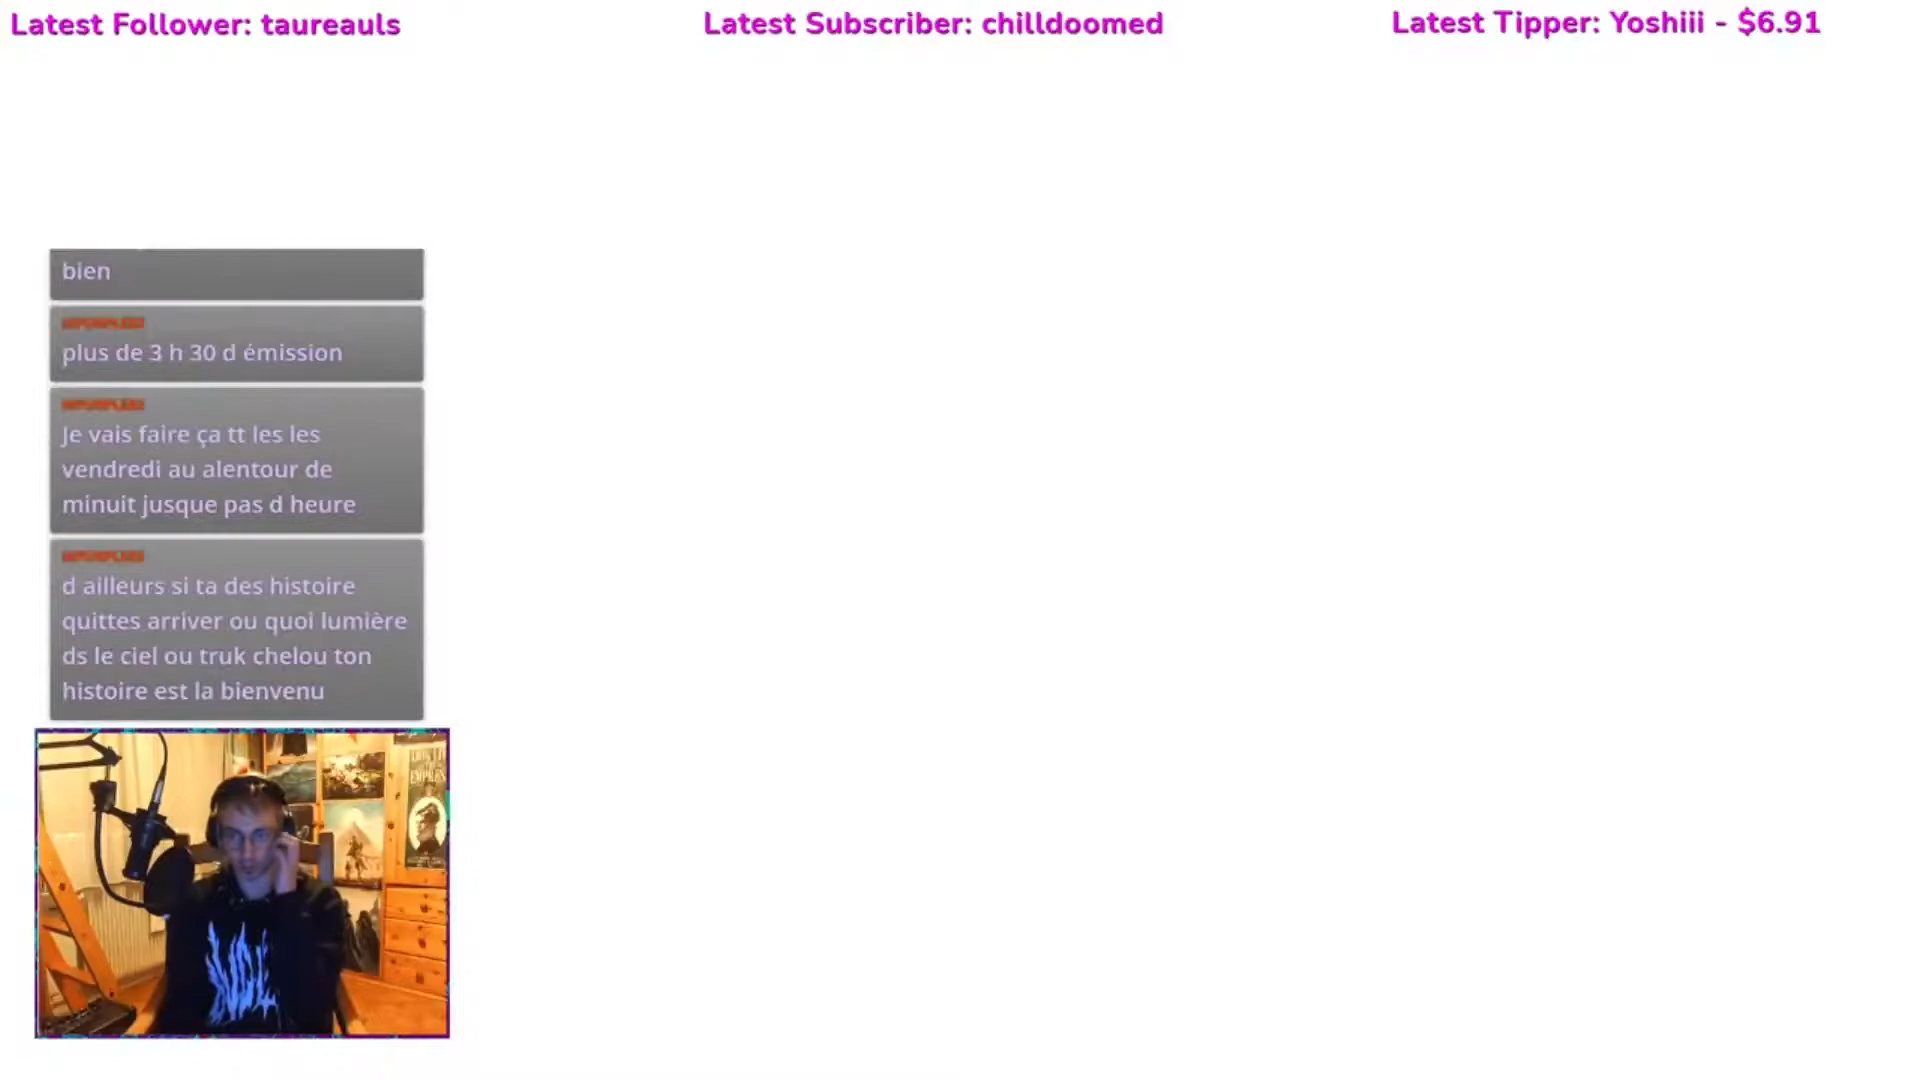 Latest Follower: taureauls
Latest Subscriber: chilldoomed
Latest Tipper: Yoshiii - $6.91
bien
plus de 3 h 30 d émission
Je vais faire ça tt les les
vendredi au alentour de
minuit jusque pas d heure
d ailleurs si ta des histoire
quittes arriver ou quoi lumière
ds le ciel ou truk chelou ton
histoire est la bienvenu